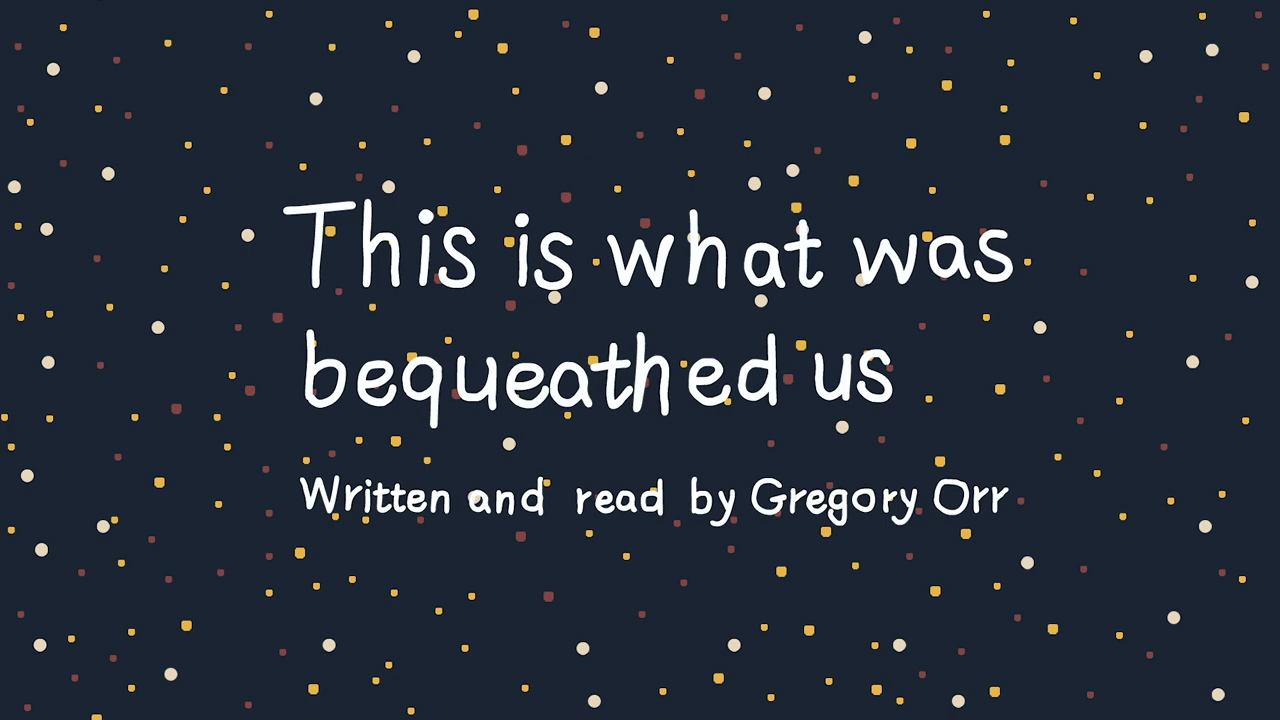 This is what was
bequeathed us
Written and read by Gregory Orr